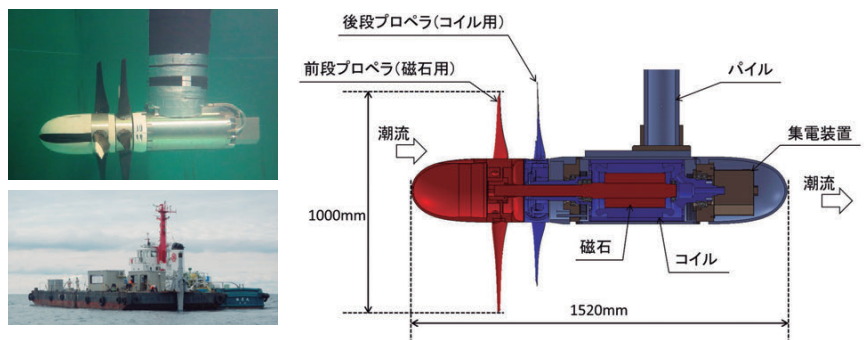 後段プロペラ(コイル用)
前段プロペラ(磁石用)
パイル
潮流
集電装置
潮流
1000mm
磁石
コイル
1520mm